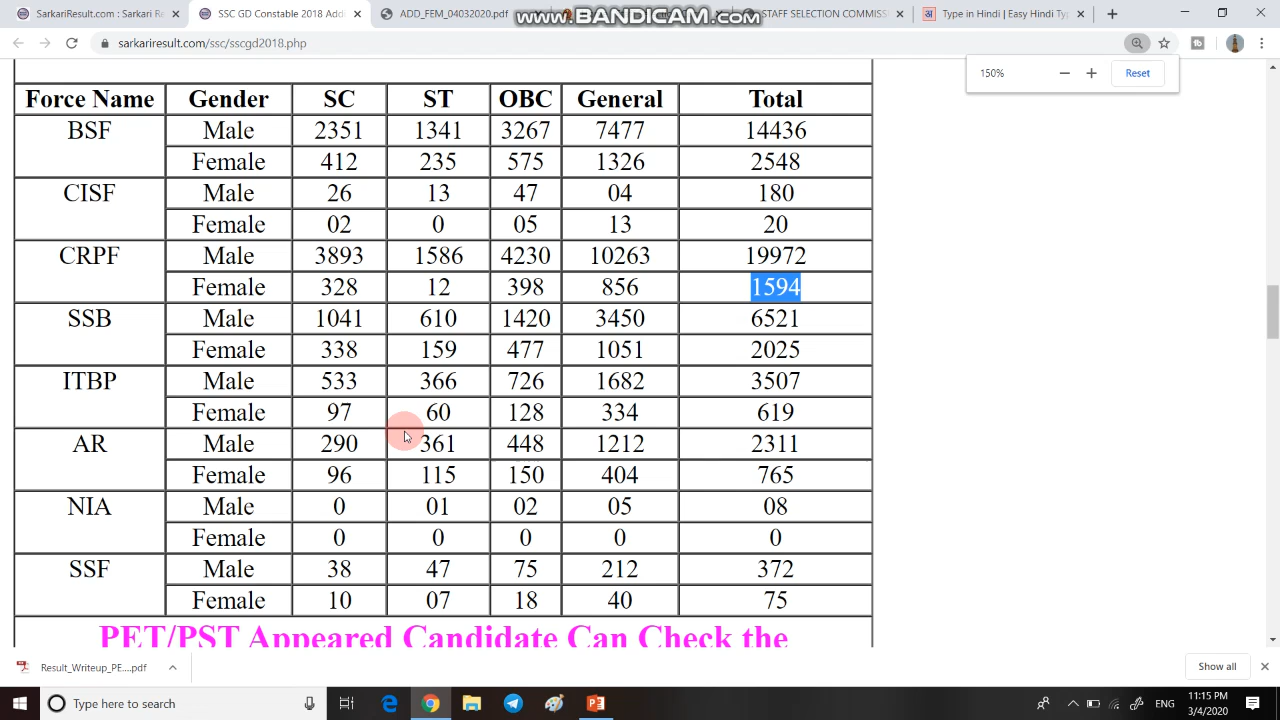 SarkariResult.com : Sarkari Re
SSC GD Constable 2018 Addi
ADD_FEM_04032020.pdf
STAFF SELECTION COMMISS
Type in Hindi | Easy Hindi Ty
www.BANDICAM.com
sarkariresult.com/ssc/sscgd2018.php
150%
Reset
Force Name Gender SC ST OBC General Total
BSF Male 2351 1341 3267 7477 14436
Female 412 235 575 1326 2548
CISF Male 26 13 47 04 180
Female 02 0 05 13 20
CRPF Male 3893 1586 4230 10263 19972
Female 328 12 398 856 1594
SSB Male 1041 610 1420 3450 6521
Female 338 159 477 1051 2025
ITBP Male 533 366 726 1682 3507
Female 97 60 128 334 619
AR Male 290 361 448 1212 2311
Female 96 115 150 404 765
NIA Male 0 01 02 05 08
Female 0 0 0 0 0
SSF Male 38 47 75 212 372
Female 10 07 18 40 75
PET/PST Appeared Candidate Can Check the
Result_Writeup_PE....pdf
Show all
Type here to search
ENG
11:15 PM
3/4/2020